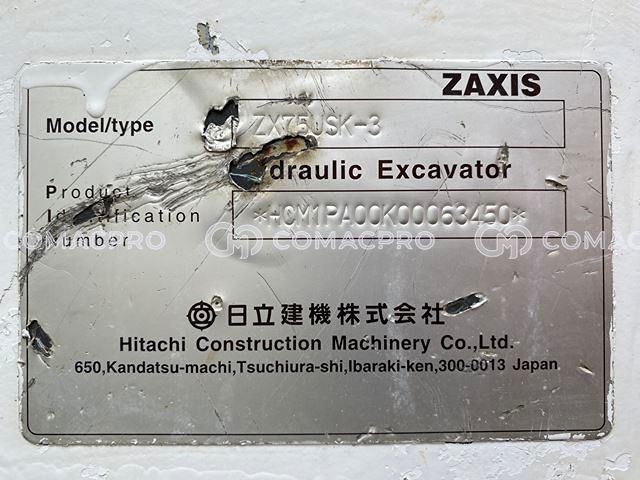 ZAXIS
Model/type ZX75USK-3
Hydraulic Excavator
Product
Identification
Number *HCM1PA00K00063450*
COMACPRO COMACPRO COMACPRO
日立建機株式会社
Hitachi Construction Machinery Co.,Ltd.
650,Kandatsu-machi,Tsuchiura-shi,Ibaraki-ken,300-0013 Japan